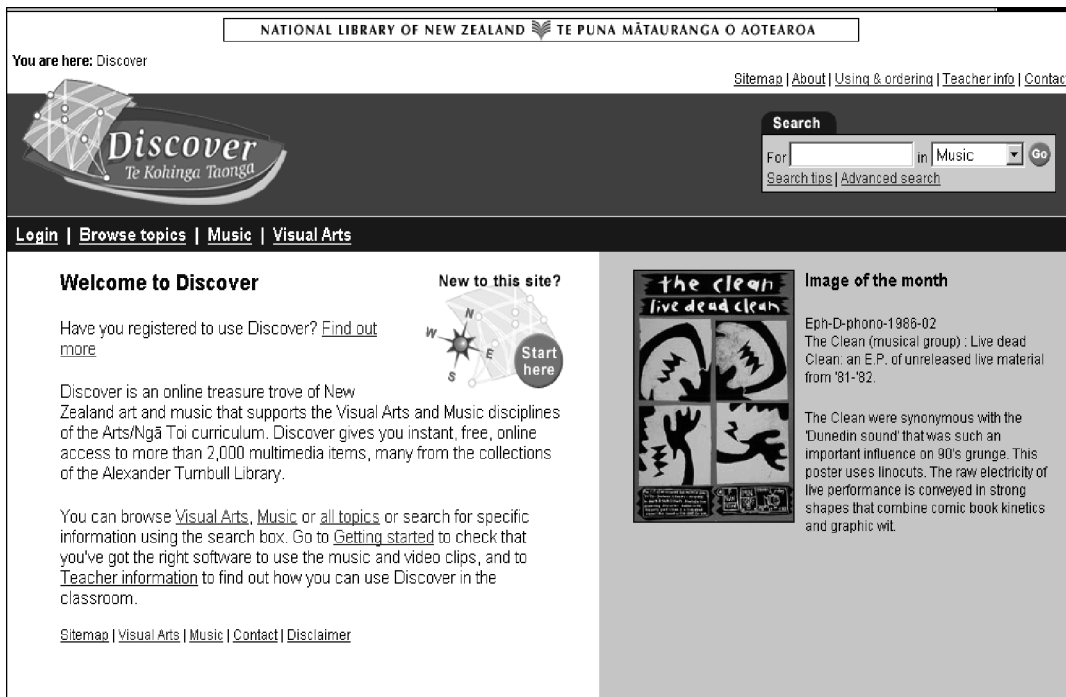 NATIONAL LIBRARY OF NEW ZEALAND TE PUNA MĀTAURANGA O AOTEAROA
You are here: Discover
Sitemap | About | Using & ordering | Teacher info | Contac
Discover
Te Kohinga Taonga
Search
For in Music Go
Search tips | Advanced search
Login | Browse topics | Music | Visual Arts
Welcome to Discover
New to this site?
N
W
E
S
Start
here
Have you registered to use Discover? Find out
more
Discover is an online treasure trove of New
Zealand art and music that supports the Visual Arts and Music disciplines
of the Arts/Ngā Toi curriculum. Discover gives you instant, free, online
access to more than 2,000 multimedia items, many from the collections
of the Alexander Turnbull Library.
You can browse Visual Arts, Music or all topics or search for specific
information using the search box. Go to Getting started to check that
you've got the right software to use the music and video clips, and to
Teacher information to find out how you can use Discover in the
classroom.
Sitemap | Visual Arts | Music | Contact | Disclaimer
the clean
live dead clean
Image of the month
Eph-D-phono-1986-02
The Clean (musical group) : Live dead
Clean: an E.P. of unreleased live material
from '81-'82.
The Clean were synonymous with the
'Dunedin sound' that was such an
important influence on 90's grunge. This
poster uses linocuts. The raw electricity of
live performance is conveyed in strong
shapes that combine comic book kinetics
and graphic wit.